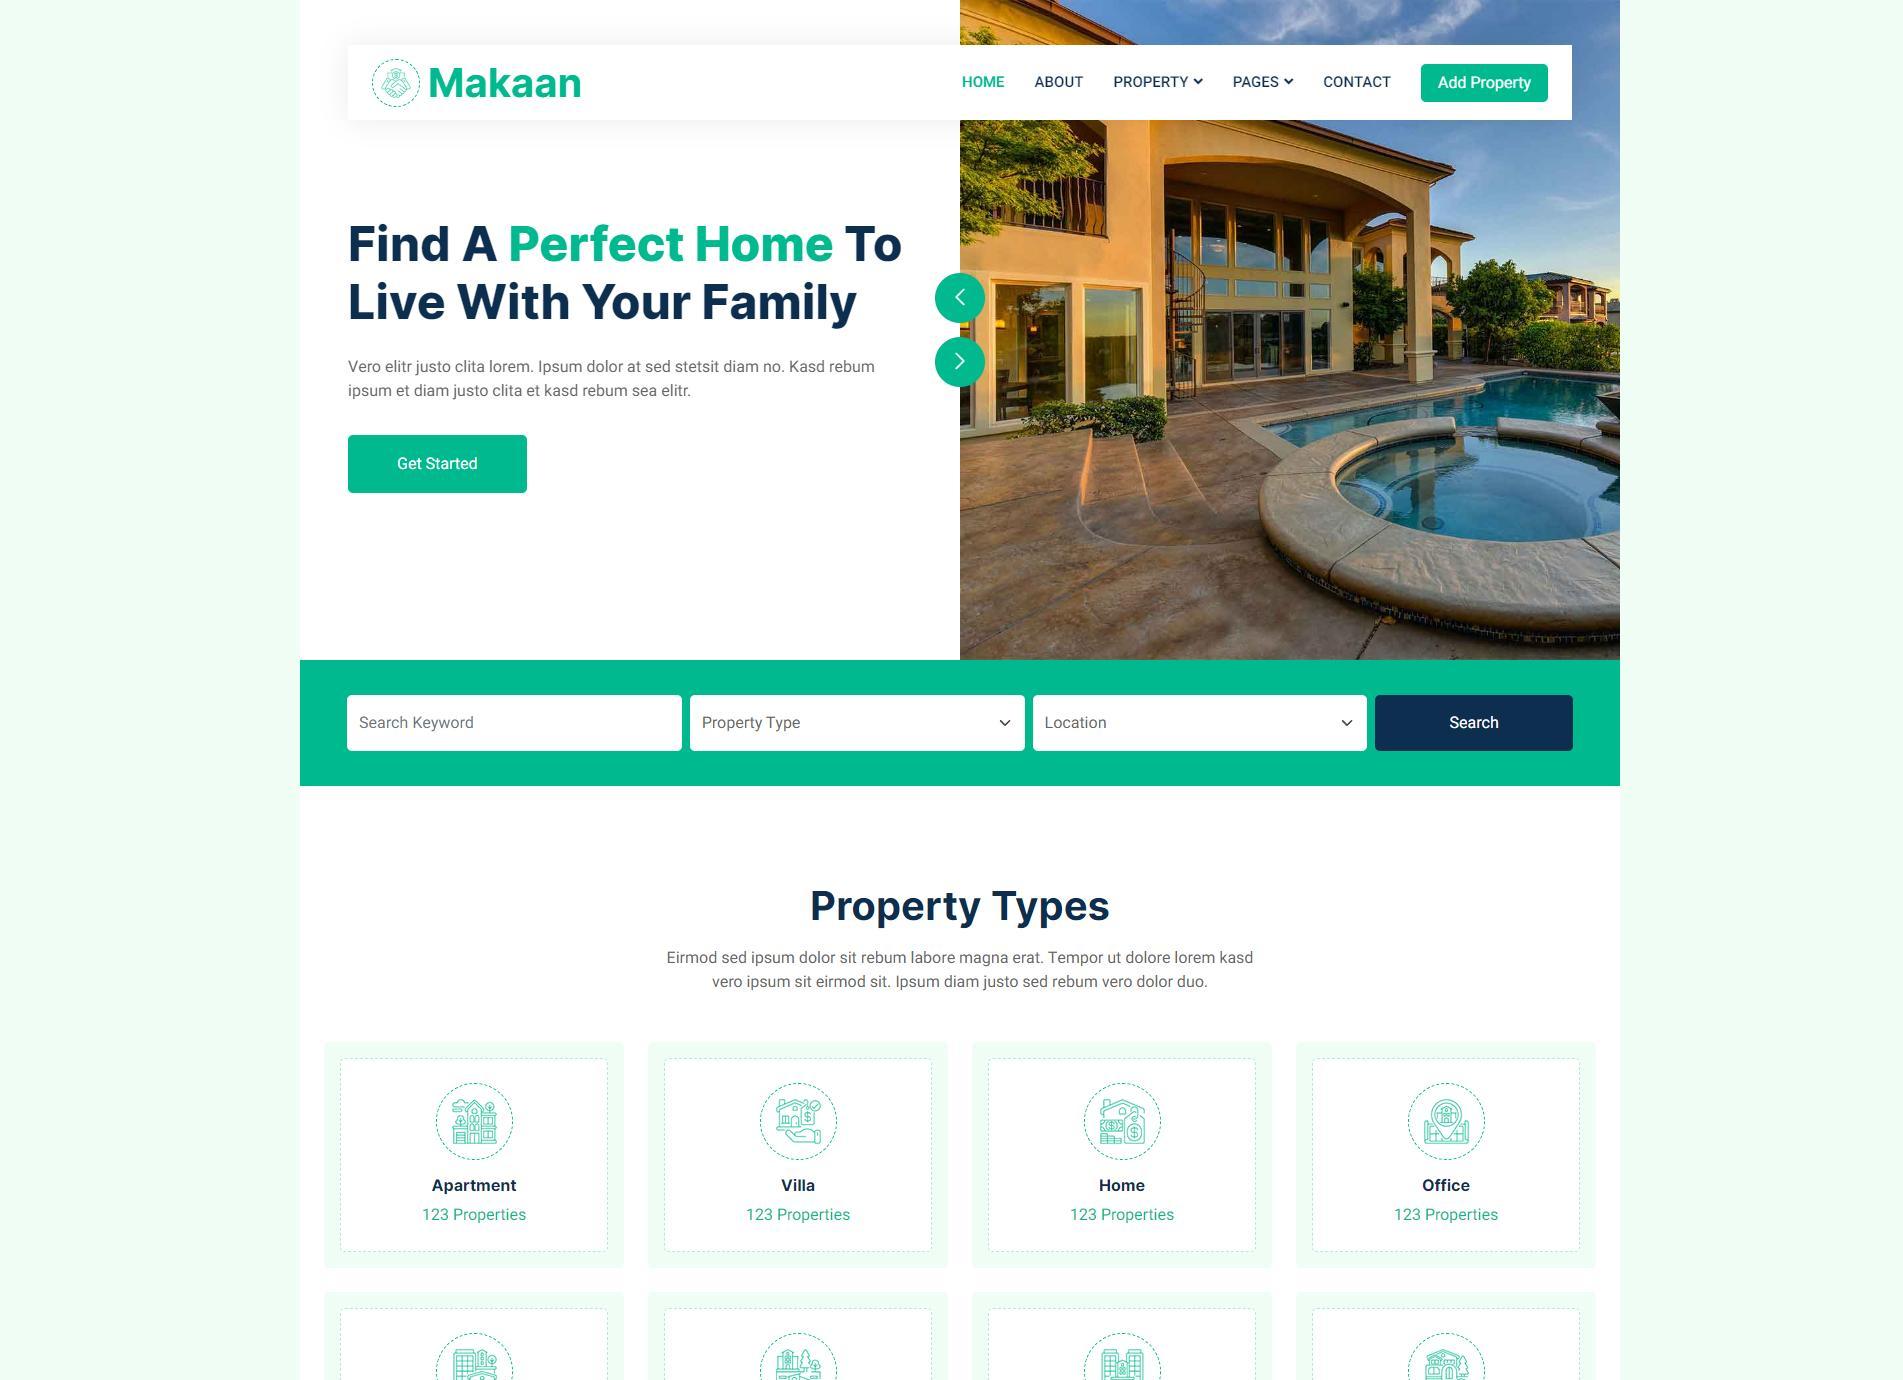 Makaan
HOME
ABOUT
PROPERTY
PAGES
CONTACT
Add Property
Find A Perfect Home To
Live With Your Family
Vero elitr justo clita lorem. Ipsum dolor at sed stetsit diam no. Kasd rebum
ipsum et diam justo clita et kasd rebum sea elitr.
Get Started
Search Keyword
Property Type
Location
Search
Property Types
Eirmod sed ipsum dolor sit rebum labore magna erat. Tempor ut dolore lorem kasd
vero ipsum sit eirmod sit. Ipsum diam justo sed rebum vero dolor duo.
Apartment
123 Properties
Villa
123 Properties
Home
123 Properties
Office
123 Properties